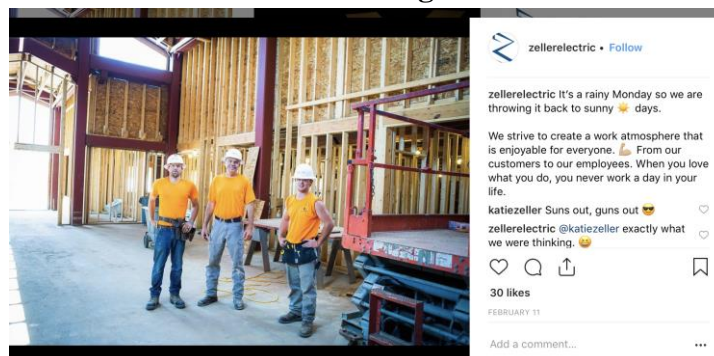 zellerelectric • Follow
zellerelectric It's a rainy Monday so we are
throwing it back to sunny ☀️ days.
We strive to create a work atmosphere that
is enjoyable for everyone. 💪🏼 From our
customers to our employees. When you love
what you do, you never work a day in your
life.
katiezeller Suns out, guns out 😎
zellerelectric @katiezeller exactly what
we were thinking. 😄
30 likes
FEBRUARY 11
Add a comment...